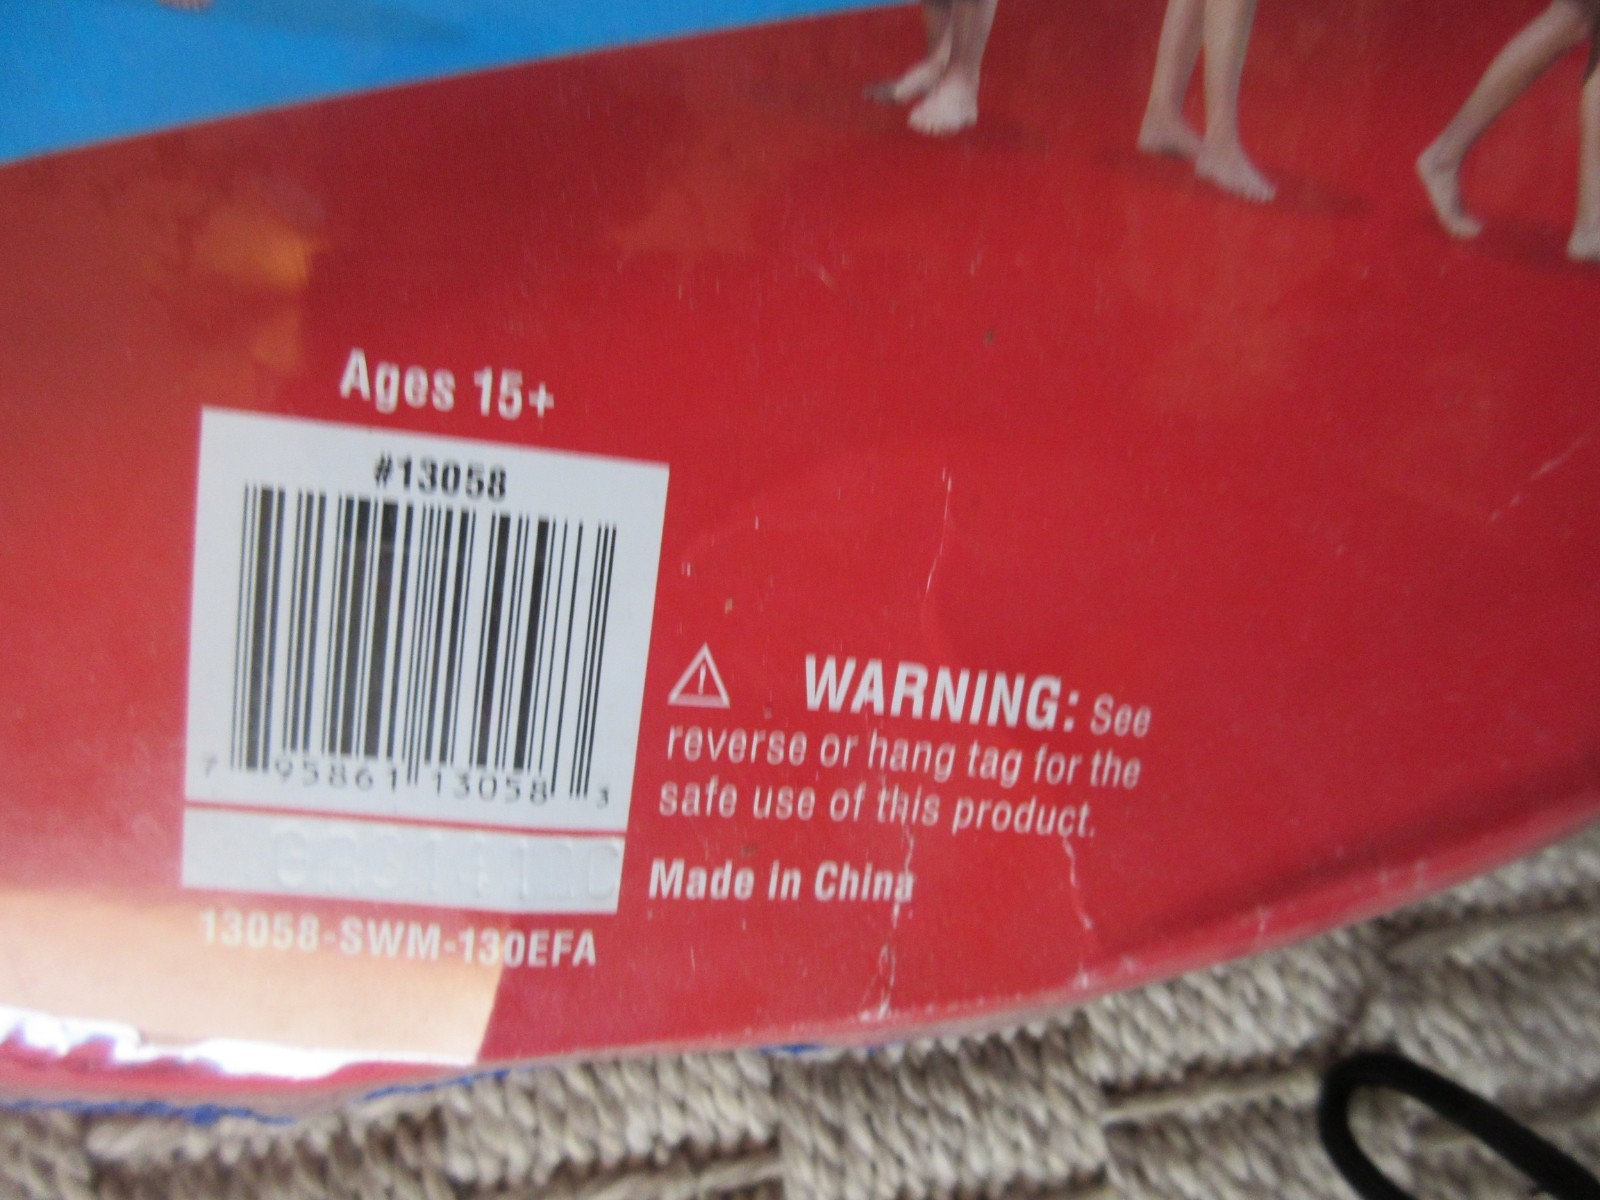 Ages 15+
#13058
7 95861 13058 3
WARNING: See
reverse or hang tag for the
safe use of this product.
Made in China
13058-SWM-130EFA